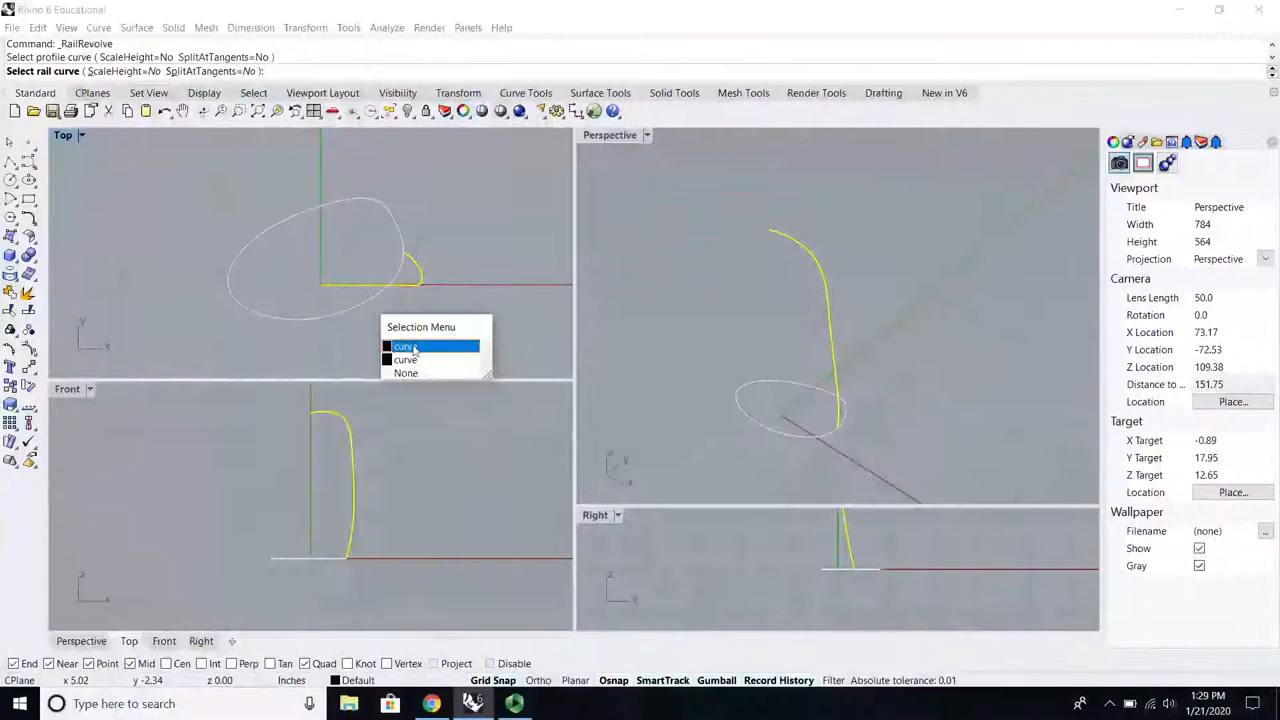 Rhino 6 Educational
File Edit View Curve Surface Solid Mesh Dimension Transform Tools Analyze Render Panels Help
Command: _RailRevolve
Select profile curve ( ScaleHeight=No SplitAtTangents=No )
Select rail curve ( ScaleHeight=No SplitAtTangents=No ):
Standard CPlanes Set View Display Select Viewport Layout Visibility Transform Curve Tools Surface Tools Solid Tools Mesh Tools Render Tools Drafting New in V6
Top
y
x
Selection Menu
curve
curve
None
Perspective
z
y
x
Front
z
x
Right
z
y
Viewport
Title Perspective
Width 784
Height 564
Projection Perspective
Camera
Lens Length 50.0
Rotation 0.0
X Location 73.17
Y Location -72.53
Z Location 109.38
Distance to ... 151.75
Location Place...
Target
X Target -0.89
Y Target 17.95
Z Target 12.65
Location Place...
Wallpaper
Filename (none) ...
Show
Gray
Perspective Top Front Right
End Near Point Mid Cen Int Perp Tan Quad Knot Vertex Project Disable
CPlane x 5.02 y -2.34 z 0.00 Inches Default Grid Snap Ortho Planar Osnap SmartTrack Gumball Record History Filter Absolute tolerance: 0.01
Type here to search
1:29 PM
1/21/2020